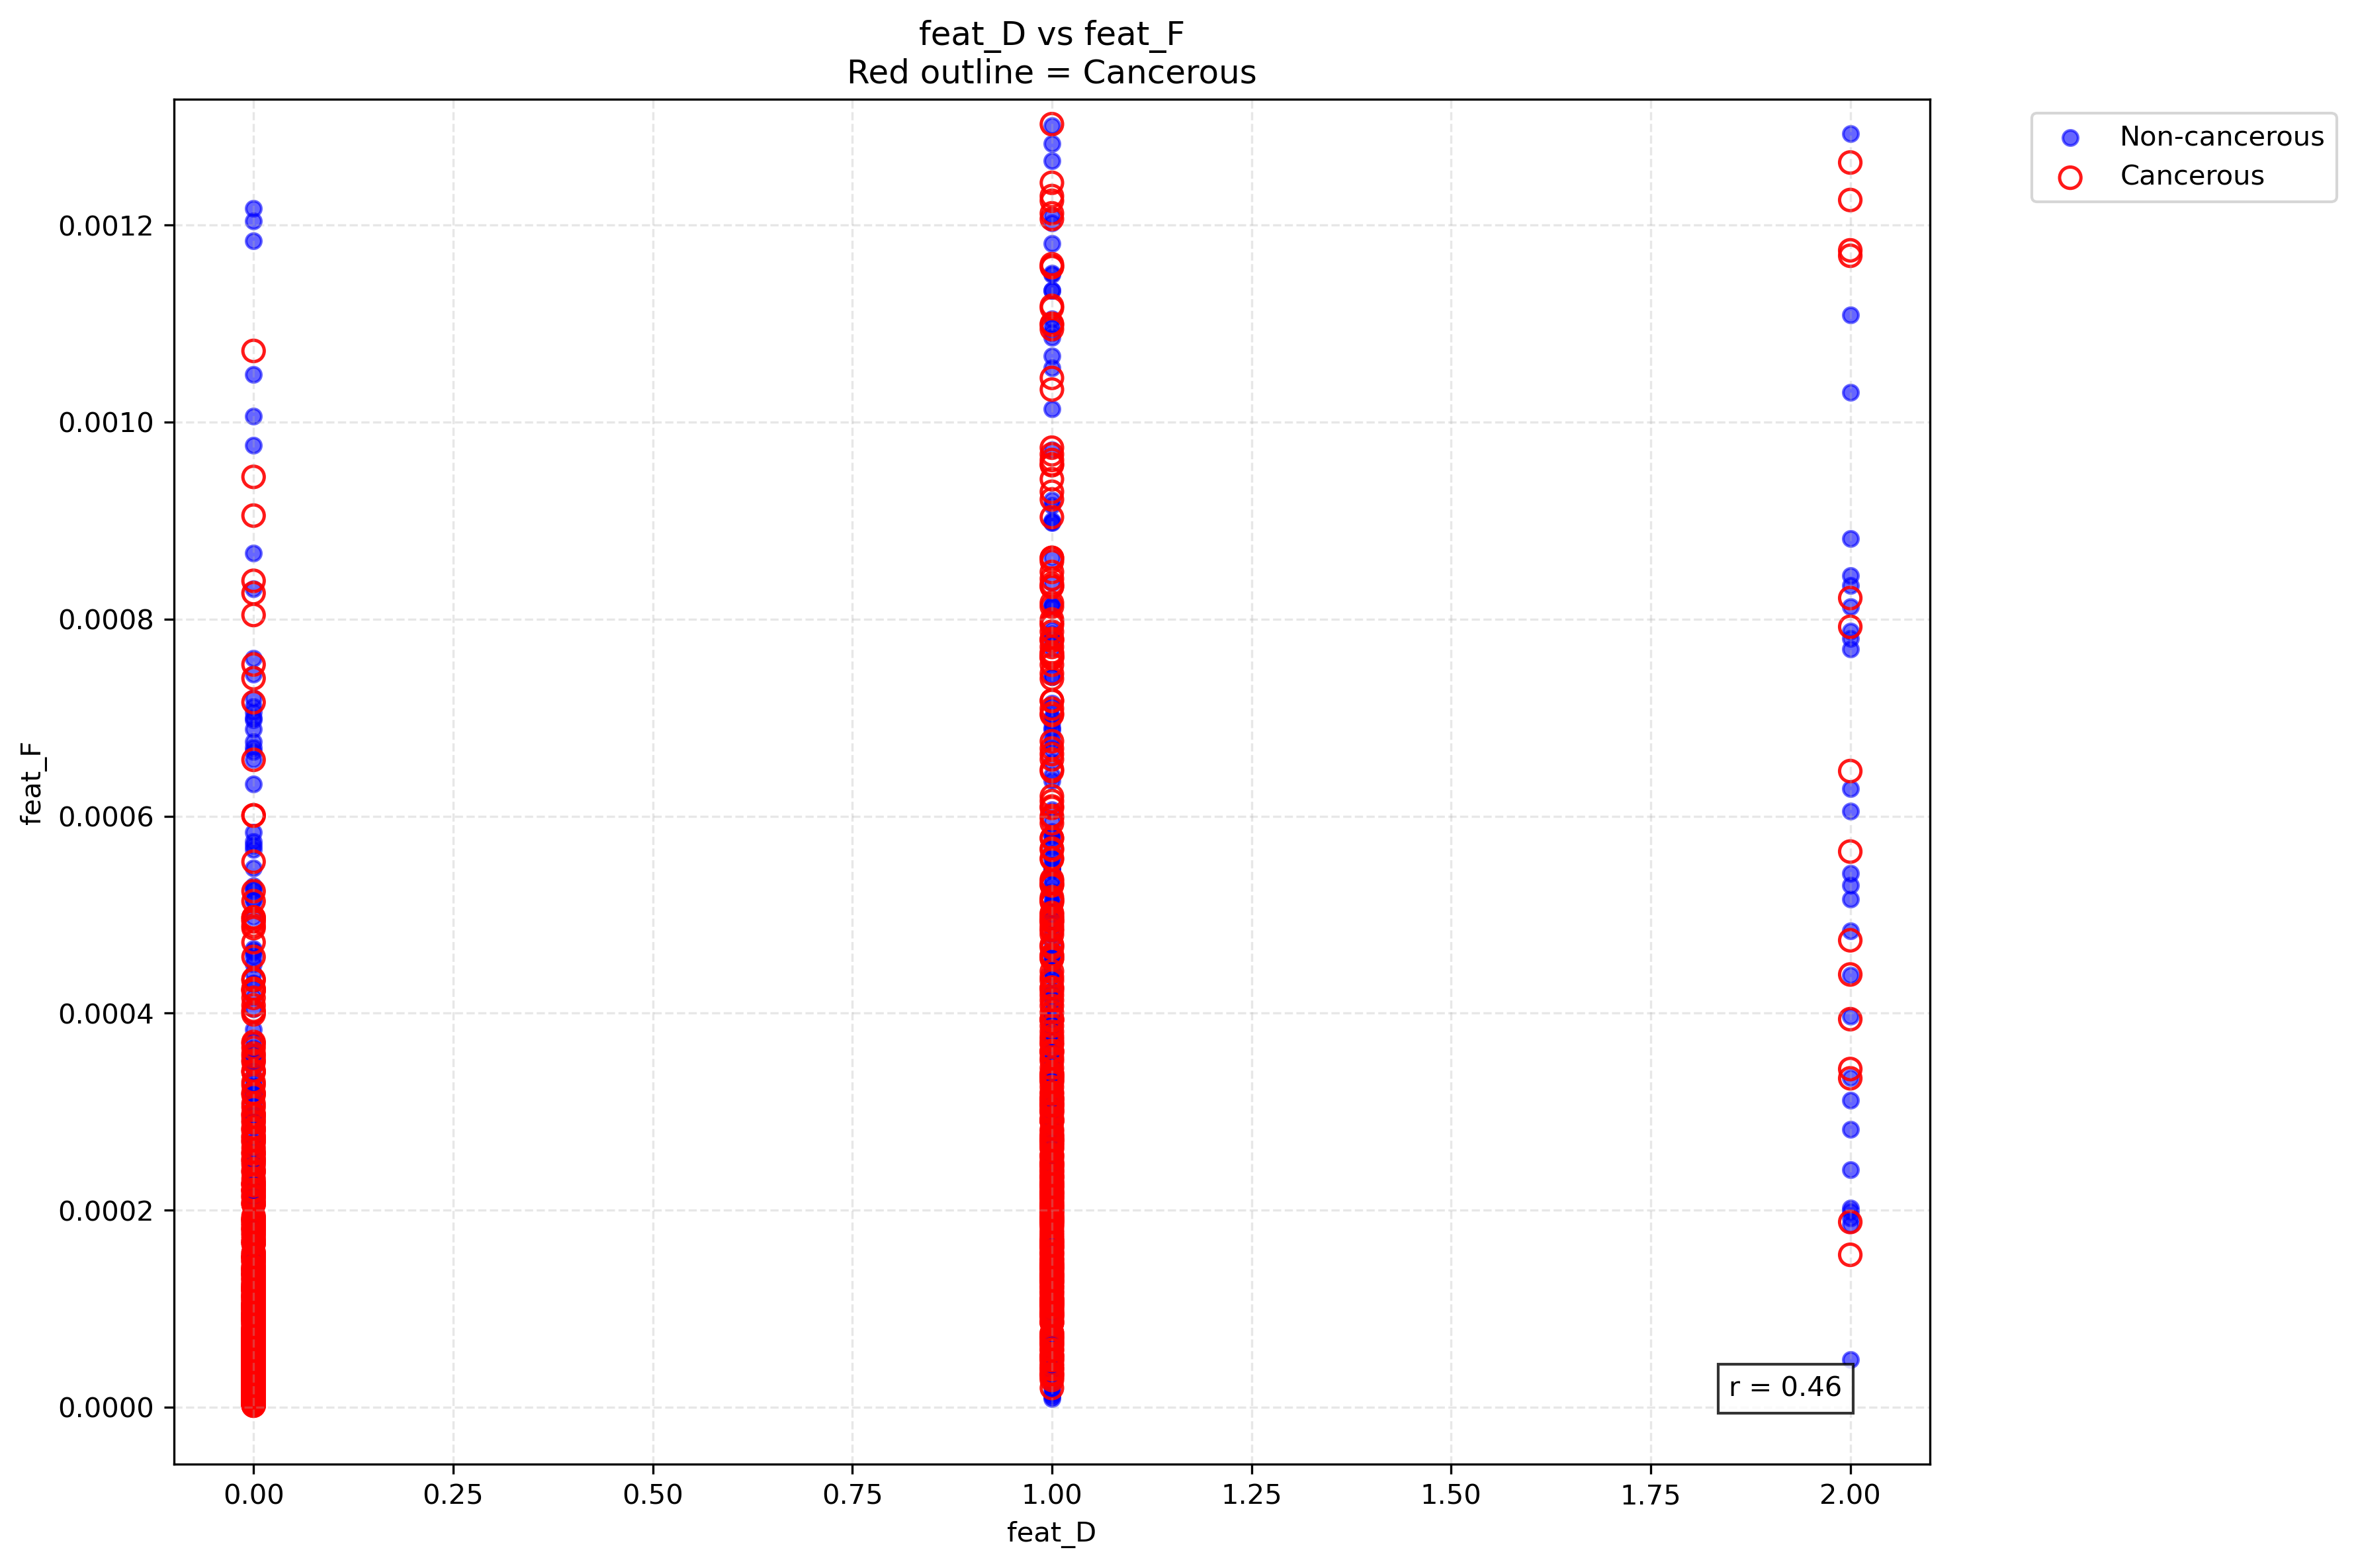 feat_D vs feat_F
Red outline = Cancerous
Non-cancerous
Cancerous
0.0012
0.0010
0.0008
0.0006
0.0004
0.0002
0.0000
feat_F
r = 0.46
0.00 0.25 0.50 0.75 1.00 1.25 1.50 1.75 2.00
feat_D